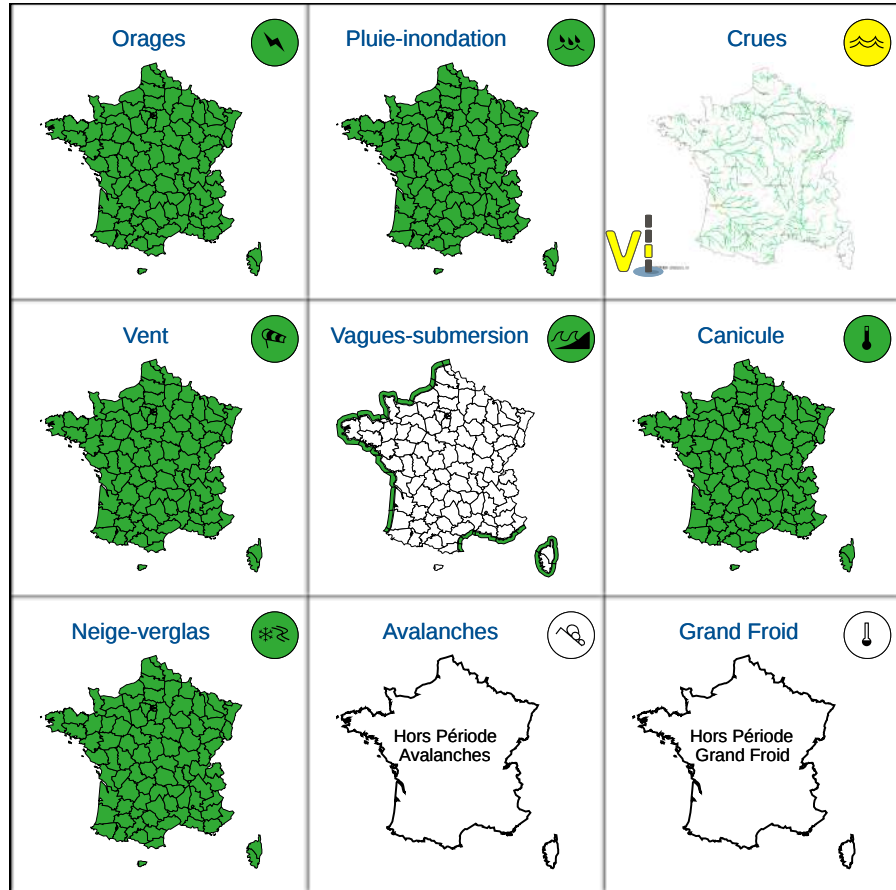 Orages
Pluie-inondation
Crues
Vi
Vent
Vagues-submersion
Canicule
Neige-verglas
Avalanches
Grand Froid
Hors Période
Avalanches
Hors Période
Grand Froid